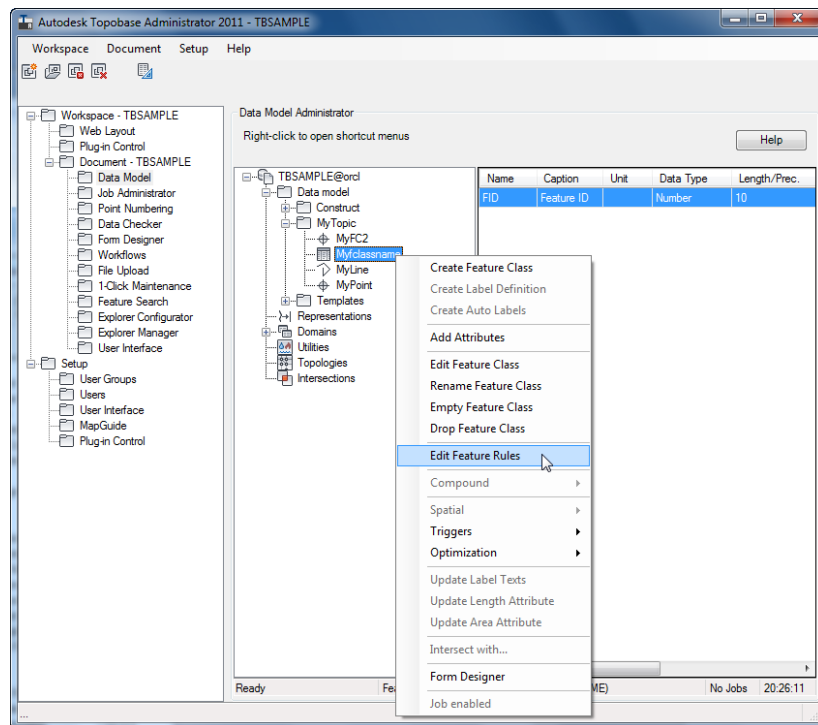 Autodesk Topobase Administrator 2011 - TBSAMPLE
Workspace Document Setup Help
Workspace - TBSAMPLE
Web Layout
Plug-in Control
Document - TBSAMPLE
Data Model
Job Administrator
Point Numbering
Data Checker
Form Designer
Workflows
File Upload
1-Click Maintenance
Feature Search
Explorer Configurator
Explorer Manager
User Interface
Setup
User Groups
Users
User Interface
MapGuide
Plug-in Control
Data Model Administrator
Right-click to open shortcut menus
Help
TBSAMPLE@orcl
Data model
Construct
MyTopic
MyFC2
Myfclassname
MyLine
MyPoint
Templates
Representations
Domains
Utilities
Topologies
Intersections
Name Caption Unit Data Type Length/Prec.
FID Feature ID Number 10
Create Feature Class
Create Label Definition
Create Auto Labels
Add Attributes
Edit Feature Class
Rename Feature Class
Empty Feature Class
Drop Feature Class
Edit Feature Rules
Compound
Spatial
Triggers
Optimization
Update Label Texts
Update Length Attribute
Update Area Attribute
Intersect with...
Form Designer
Job enabled
Ready No Jobs 20:26:11
...